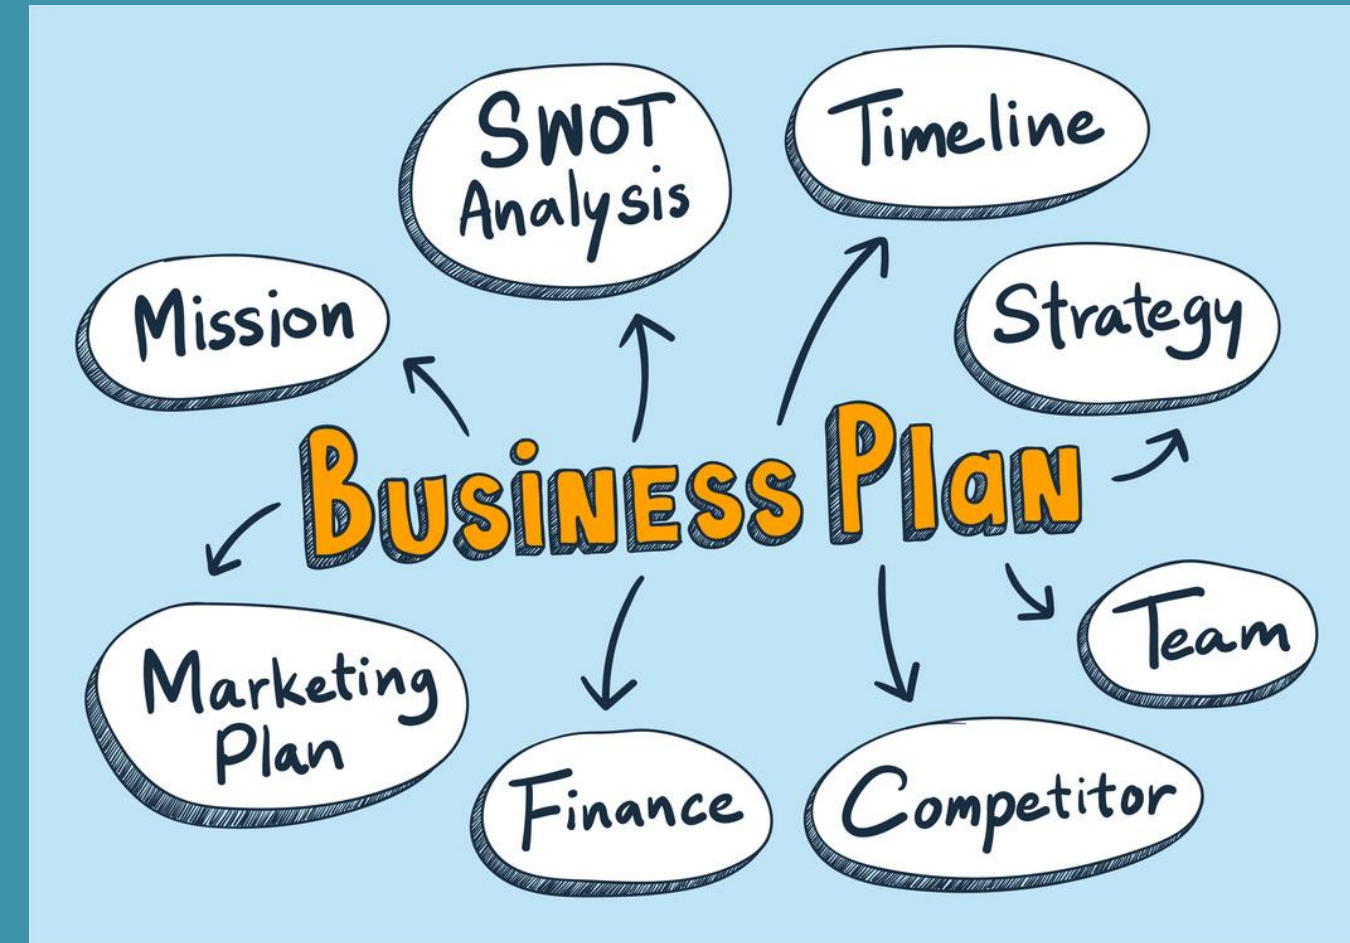 SWOT
Analysis
Timeline
Mission
Strategy
Business Plan
Marketing
Plan
Team
Finance
Competitor